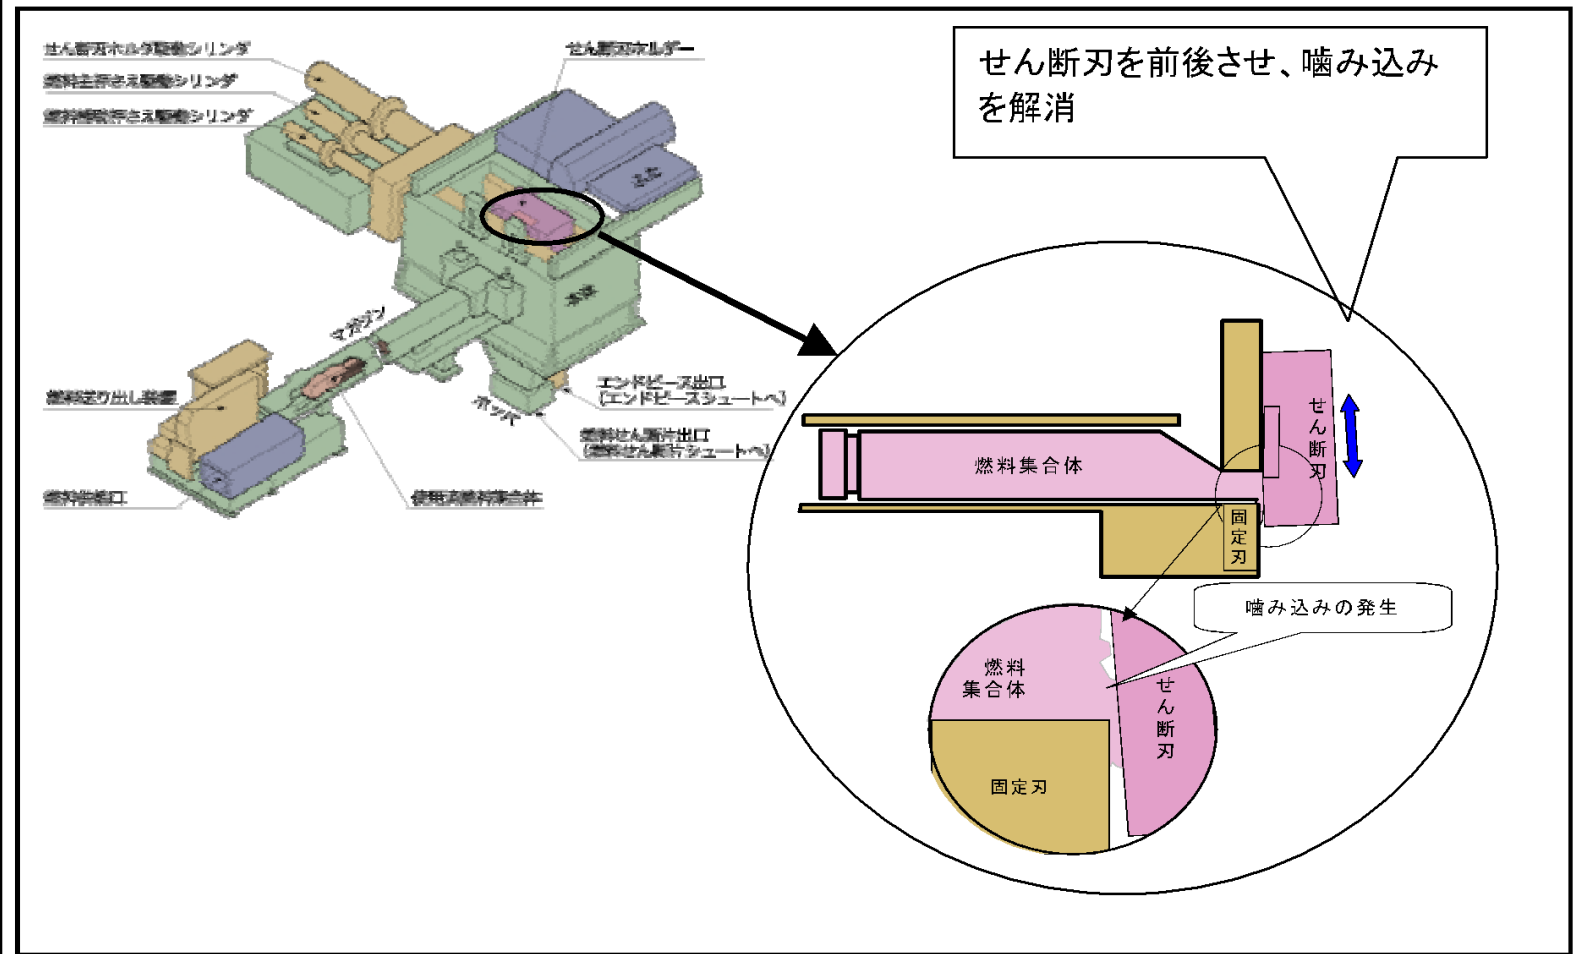 せん断刃ホルダ駆動シリンダ
燃料主押さえ駆動シリンダ
燃料補助押さえ駆動シリンダ
せん断刃ホルダー
せん断刃を前後させ、噛み込み
を解消
本体
マガジン
燃料送り出し装置
エンドピース出口
(エンドピースシュートへ)
ホッパ
燃料せん断片出口
(燃料せん断片シュートへ)
燃料供給口
使用済燃料集合体
せん断刃
燃料集合体
固定刃
噛み込みの発生
燃料
集合体
せん断刃
固定刃